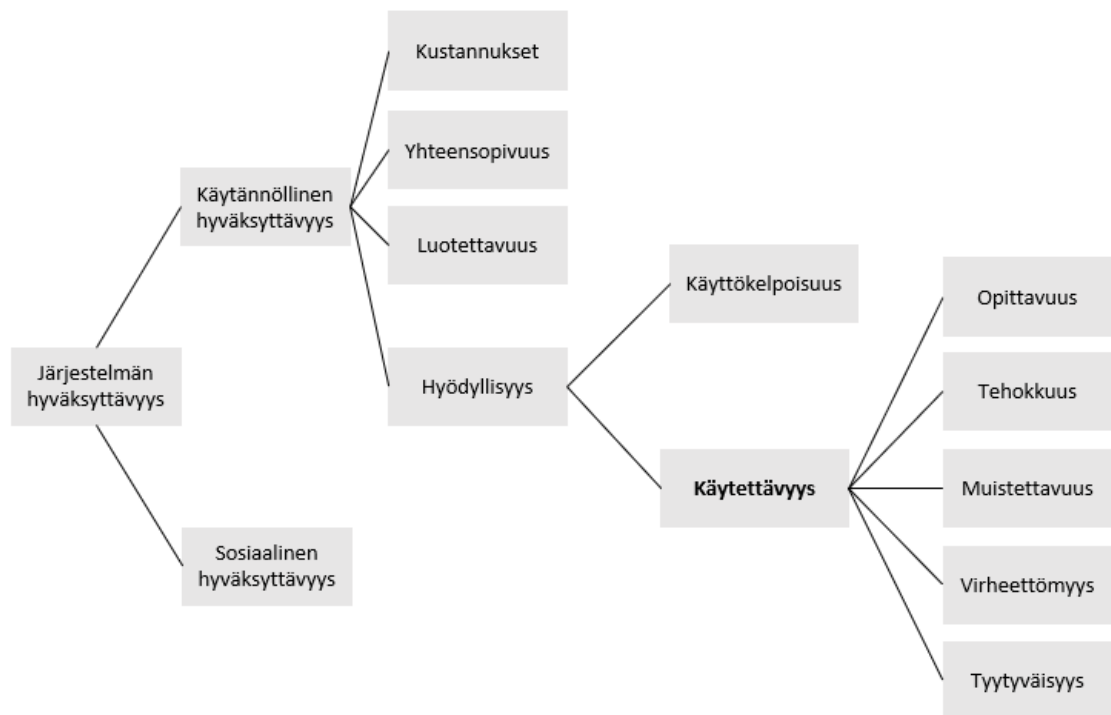 Kustannukset
Yhteensopivuus
Käytännöllinen
hyväksyttävyys
Luotettavuus
Käyttökelpoisuus
Opittavuus
Järjestelmän
hyväksyttävyys
Hyödyllisyys
Tehokkuus
Käytettävyys
Muistettavuus
Sosiaalinen
hyväksyttävyys
Virheettömyys
Tyytyväisyys